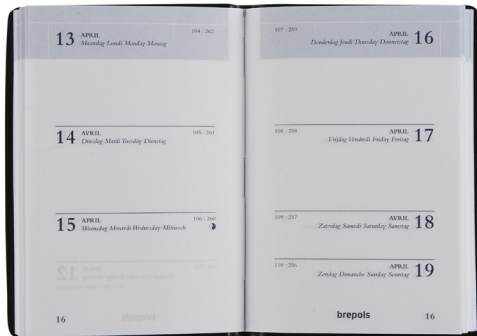 13 APRIL 104 - 262
Maandag Lundi Monday Montag
14 AVRIL 105 - 261
Dinsdag Mardi Tuesday Dienstag
15 APRIL 106 - 260
Woensdag Mercredi Wednesday Mittwoch
16
107 - 259 APRIL 16
Donderdag Jeudi Thursday Donnerstag
108 - 258 APRIL 17
Vrijdag Vendredi Friday Freitag
109 - 257 AVRIL 18
Zaterdag Samedi Saturday Samstag
110 - 256 APRIL 19
Zondag Dimanche Sunday Sonntag
brepols 16